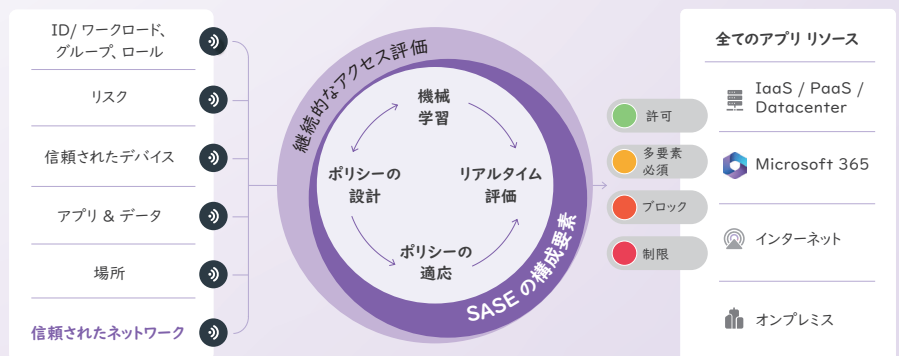 ID/ ワークロード、
グループ、ロール
リスク
信頼されたデバイス
アプリ & データ
場所
信頼されたネットワーク
継続的なアクセス評価
機械
学習
ポリシーの
設計
リアルタイム
評価
ポリシーの
適応
SASE の構成要素
許可
多要素
必須
ブロック
制限
全てのアプリ リソース
IaaS / PaaS /
Datacenter
Microsoft 365
インターネット
オンプレミス